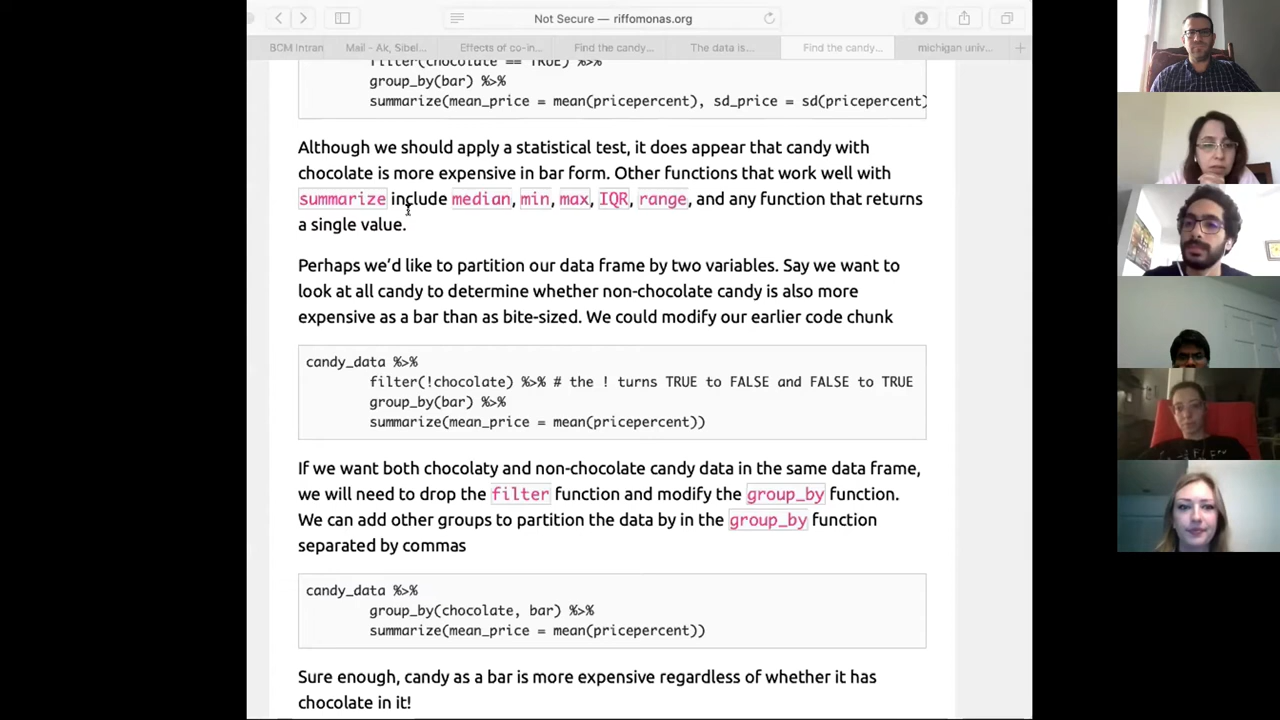 Not Secure — riffomonas.org
BCM Intran
Mail - Ak, Sibel...
Effects of co-in...
Find the candy...
The data is...
Find the candy...
michigan univ...
filter(chocolate == TRUE) %>%
group_by(bar) %>%
summarize(mean_price = mean(pricepercent), sd_price = sd(pricepercent)
Although we should apply a statistical test, it does appear that candy with
chocolate is more expensive in bar form. Other functions that work well with
summarize include median, min, max, IQR, range, and any function that returns
a single value.
Perhaps we’d like to partition our data frame by two variables. Say we want to
look at all candy to determine whether non-chocolate candy is also more
expensive as a bar than as bite-sized. We could modify our earlier code chunk
candy_data %>%
filter(!chocolate) %>% # the ! turns TRUE to FALSE and FALSE to TRUE
group_by(bar) %>%
summarize(mean_price = mean(pricepercent))
If we want both chocolaty and non-chocolate candy data in the same data frame,
we will need to drop the filter function and modify the group_by function.
We can add other groups to partition the data by in the group_by function
separated by commas
candy_data %>%
group_by(chocolate, bar) %>%
summarize(mean_price = mean(pricepercent))
Sure enough, candy as a bar is more expensive regardless of whether it has
chocolate in it!